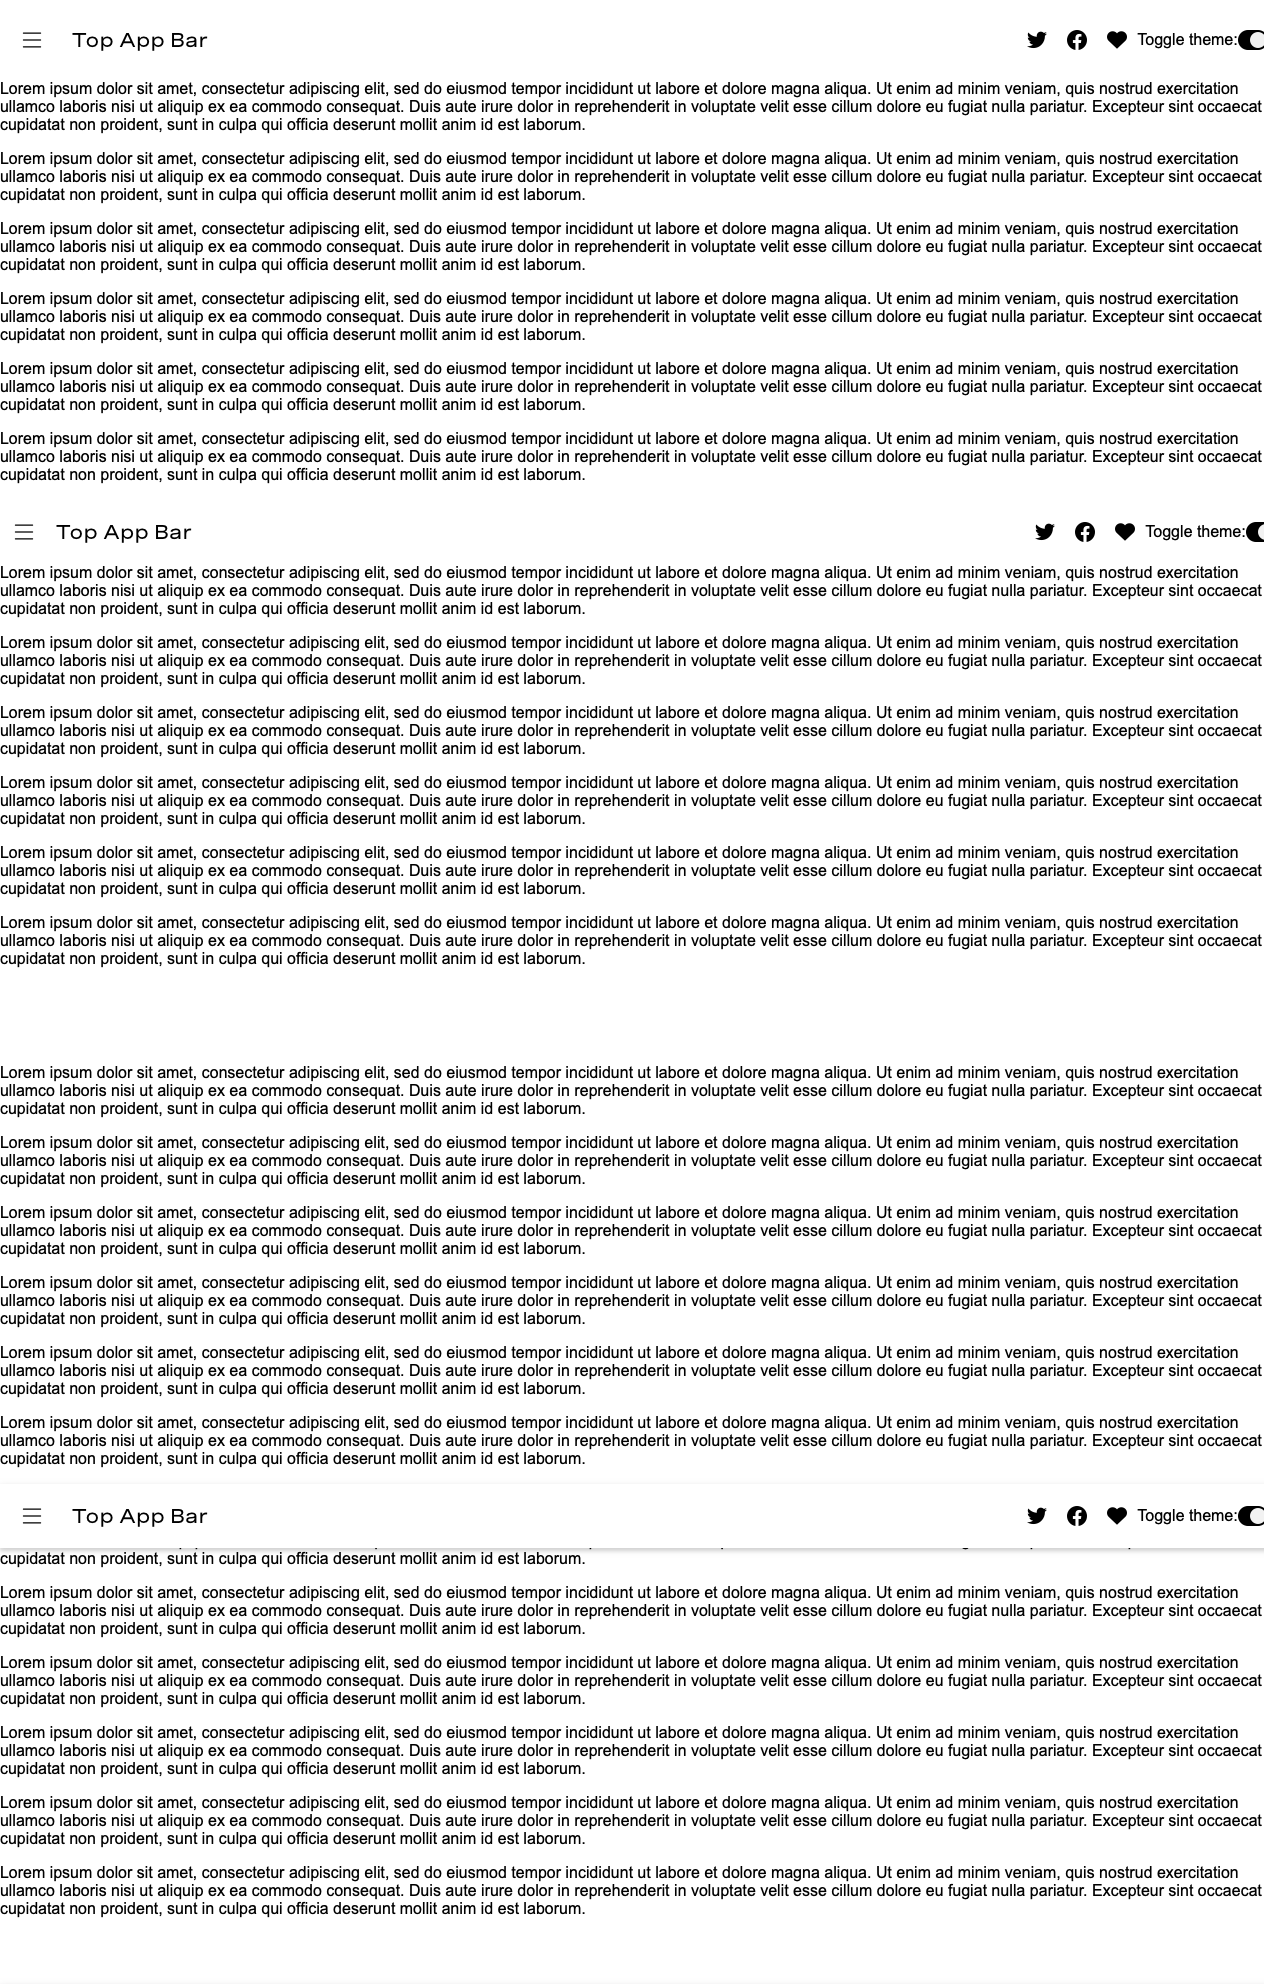 Top App Bar Toggle theme:
Lorem ipsum dolor sit amet, consectetur adipiscing elit, sed do eiusmod tempor incididunt ut labore et dolore magna aliqua. Ut enim ad minim veniam, quis nostrud exercitation
ullamco laboris nisi ut aliquip ex ea commodo consequat. Duis aute irure dolor in reprehenderit in voluptate velit esse cillum dolore eu fugiat nulla pariatur. Excepteur sint occaecat
cupidatat non proident, sunt in culpa qui officia deserunt mollit anim id est laborum.
Lorem ipsum dolor sit amet, consectetur adipiscing elit, sed do eiusmod tempor incididunt ut labore et dolore magna aliqua. Ut enim ad minim veniam, quis nostrud exercitation
ullamco laboris nisi ut aliquip ex ea commodo consequat. Duis aute irure dolor in reprehenderit in voluptate velit esse cillum dolore eu fugiat nulla pariatur. Excepteur sint occaecat
cupidatat non proident, sunt in culpa qui officia deserunt mollit anim id est laborum.
Lorem ipsum dolor sit amet, consectetur adipiscing elit, sed do eiusmod tempor incididunt ut labore et dolore magna aliqua. Ut enim ad minim veniam, quis nostrud exercitation
ullamco laboris nisi ut aliquip ex ea commodo consequat. Duis aute irure dolor in reprehenderit in voluptate velit esse cillum dolore eu fugiat nulla pariatur. Excepteur sint occaecat
cupidatat non proident, sunt in culpa qui officia deserunt mollit anim id est laborum.
Lorem ipsum dolor sit amet, consectetur adipiscing elit, sed do eiusmod tempor incididunt ut labore et dolore magna aliqua. Ut enim ad minim veniam, quis nostrud exercitation
ullamco laboris nisi ut aliquip ex ea commodo consequat. Duis aute irure dolor in reprehenderit in voluptate velit esse cillum dolore eu fugiat nulla pariatur. Excepteur sint occaecat
cupidatat non proident, sunt in culpa qui officia deserunt mollit anim id est laborum.
Lorem ipsum dolor sit amet, consectetur adipiscing elit, sed do eiusmod tempor incididunt ut labore et dolore magna aliqua. Ut enim ad minim veniam, quis nostrud exercitation
ullamco laboris nisi ut aliquip ex ea commodo consequat. Duis aute irure dolor in reprehenderit in voluptate velit esse cillum dolore eu fugiat nulla pariatur. Excepteur sint occaecat
cupidatat non proident, sunt in culpa qui officia deserunt mollit anim id est laborum.
Lorem ipsum dolor sit amet, consectetur adipiscing elit, sed do eiusmod tempor incididunt ut labore et dolore magna aliqua. Ut enim ad minim veniam, quis nostrud exercitation
ullamco laboris nisi ut aliquip ex ea commodo consequat. Duis aute irure dolor in reprehenderit in voluptate velit esse cillum dolore eu fugiat nulla pariatur. Excepteur sint occaecat
cupidatat non proident, sunt in culpa qui officia deserunt mollit anim id est laborum.
Top App Bar Toggle theme:
Lorem ipsum dolor sit amet, consectetur adipiscing elit, sed do eiusmod tempor incididunt ut labore et dolore magna aliqua. Ut enim ad minim veniam, quis nostrud exercitation
ullamco laboris nisi ut aliquip ex ea commodo consequat. Duis aute irure dolor in reprehenderit in voluptate velit esse cillum dolore eu fugiat nulla pariatur. Excepteur sint occaecat
cupidatat non proident, sunt in culpa qui officia deserunt mollit anim id est laborum.
Lorem ipsum dolor sit amet, consectetur adipiscing elit, sed do eiusmod tempor incididunt ut labore et dolore magna aliqua. Ut enim ad minim veniam, quis nostrud exercitation
ullamco laboris nisi ut aliquip ex ea commodo consequat. Duis aute irure dolor in reprehenderit in voluptate velit esse cillum dolore eu fugiat nulla pariatur. Excepteur sint occaecat
cupidatat non proident, sunt in culpa qui officia deserunt mollit anim id est laborum.
Lorem ipsum dolor sit amet, consectetur adipiscing elit, sed do eiusmod tempor incididunt ut labore et dolore magna aliqua. Ut enim ad minim veniam, quis nostrud exercitation
ullamco laboris nisi ut aliquip ex ea commodo consequat. Duis aute irure dolor in reprehenderit in voluptate velit esse cillum dolore eu fugiat nulla pariatur. Excepteur sint occaecat
cupidatat non proident, sunt in culpa qui officia deserunt mollit anim id est laborum.
Lorem ipsum dolor sit amet, consectetur adipiscing elit, sed do eiusmod tempor incididunt ut labore et dolore magna aliqua. Ut enim ad minim veniam, quis nostrud exercitation
ullamco laboris nisi ut aliquip ex ea commodo consequat. Duis aute irure dolor in reprehenderit in voluptate velit esse cillum dolore eu fugiat nulla pariatur. Excepteur sint occaecat
cupidatat non proident, sunt in culpa qui officia deserunt mollit anim id est laborum.
Lorem ipsum dolor sit amet, consectetur adipiscing elit, sed do eiusmod tempor incididunt ut labore et dolore magna aliqua. Ut enim ad minim veniam, quis nostrud exercitation
ullamco laboris nisi ut aliquip ex ea commodo consequat. Duis aute irure dolor in reprehenderit in voluptate velit esse cillum dolore eu fugiat nulla pariatur. Excepteur sint occaecat
cupidatat non proident, sunt in culpa qui officia deserunt mollit anim id est laborum.
Lorem ipsum dolor sit amet, consectetur adipiscing elit, sed do eiusmod tempor incididunt ut labore et dolore magna aliqua. Ut enim ad minim veniam, quis nostrud exercitation
ullamco laboris nisi ut aliquip ex ea commodo consequat. Duis aute irure dolor in reprehenderit in voluptate velit esse cillum dolore eu fugiat nulla pariatur. Excepteur sint occaecat
cupidatat non proident, sunt in culpa qui officia deserunt mollit anim id est laborum.
Lorem ipsum dolor sit amet, consectetur adipiscing elit, sed do eiusmod tempor incididunt ut labore et dolore magna aliqua. Ut enim ad minim veniam, quis nostrud exercitation
ullamco laboris nisi ut aliquip ex ea commodo consequat. Duis aute irure dolor in reprehenderit in voluptate velit esse cillum dolore eu fugiat nulla pariatur. Excepteur sint occaecat
cupidatat non proident, sunt in culpa qui officia deserunt mollit anim id est laborum.
Lorem ipsum dolor sit amet, consectetur adipiscing elit, sed do eiusmod tempor incididunt ut labore et dolore magna aliqua. Ut enim ad minim veniam, quis nostrud exercitation
ullamco laboris nisi ut aliquip ex ea commodo consequat. Duis aute irure dolor in reprehenderit in voluptate velit esse cillum dolore eu fugiat nulla pariatur. Excepteur sint occaecat
cupidatat non proident, sunt in culpa qui officia deserunt mollit anim id est laborum.
Lorem ipsum dolor sit amet, consectetur adipiscing elit, sed do eiusmod tempor incididunt ut labore et dolore magna aliqua. Ut enim ad minim veniam, quis nostrud exercitation
ullamco laboris nisi ut aliquip ex ea commodo consequat. Duis aute irure dolor in reprehenderit in voluptate velit esse cillum dolore eu fugiat nulla pariatur. Excepteur sint occaecat
cupidatat non proident, sunt in culpa qui officia deserunt mollit anim id est laborum.
Lorem ipsum dolor sit amet, consectetur adipiscing elit, sed do eiusmod tempor incididunt ut labore et dolore magna aliqua. Ut enim ad minim veniam, quis nostrud exercitation
ullamco laboris nisi ut aliquip ex ea commodo consequat. Duis aute irure dolor in reprehenderit in voluptate velit esse cillum dolore eu fugiat nulla pariatur. Excepteur sint occaecat
cupidatat non proident, sunt in culpa qui officia deserunt mollit anim id est laborum.
Lorem ipsum dolor sit amet, consectetur adipiscing elit, sed do eiusmod tempor incididunt ut labore et dolore magna aliqua. Ut enim ad minim veniam, quis nostrud exercitation
ullamco laboris nisi ut aliquip ex ea commodo consequat. Duis aute irure dolor in reprehenderit in voluptate velit esse cillum dolore eu fugiat nulla pariatur. Excepteur sint occaecat
cupidatat non proident, sunt in culpa qui officia deserunt mollit anim id est laborum.
Lorem ipsum dolor sit amet, consectetur adipiscing elit, sed do eiusmod tempor incididunt ut labore et dolore magna aliqua. Ut enim ad minim veniam, quis nostrud exercitation
ullamco laboris nisi ut aliquip ex ea commodo consequat. Duis aute irure dolor in reprehenderit in voluptate velit esse cillum dolore eu fugiat nulla pariatur. Excepteur sint occaecat
cupidatat non proident, sunt in culpa qui officia deserunt mollit anim id est laborum.
Top App Bar Toggle theme:
cupidatat non proident, sunt in culpa qui officia deserunt mollit anim id est laborum.
Lorem ipsum dolor sit amet, consectetur adipiscing elit, sed do eiusmod tempor incididunt ut labore et dolore magna aliqua. Ut enim ad minim veniam, quis nostrud exercitation
ullamco laboris nisi ut aliquip ex ea commodo consequat. Duis aute irure dolor in reprehenderit in voluptate velit esse cillum dolore eu fugiat nulla pariatur. Excepteur sint occaecat
cupidatat non proident, sunt in culpa qui officia deserunt mollit anim id est laborum.
Lorem ipsum dolor sit amet, consectetur adipiscing elit, sed do eiusmod tempor incididunt ut labore et dolore magna aliqua. Ut enim ad minim veniam, quis nostrud exercitation
ullamco laboris nisi ut aliquip ex ea commodo consequat. Duis aute irure dolor in reprehenderit in voluptate velit esse cillum dolore eu fugiat nulla pariatur. Excepteur sint occaecat
cupidatat non proident, sunt in culpa qui officia deserunt mollit anim id est laborum.
Lorem ipsum dolor sit amet, consectetur adipiscing elit, sed do eiusmod tempor incididunt ut labore et dolore magna aliqua. Ut enim ad minim veniam, quis nostrud exercitation
ullamco laboris nisi ut aliquip ex ea commodo consequat. Duis aute irure dolor in reprehenderit in voluptate velit esse cillum dolore eu fugiat nulla pariatur. Excepteur sint occaecat
cupidatat non proident, sunt in culpa qui officia deserunt mollit anim id est laborum.
Lorem ipsum dolor sit amet, consectetur adipiscing elit, sed do eiusmod tempor incididunt ut labore et dolore magna aliqua. Ut enim ad minim veniam, quis nostrud exercitation
ullamco laboris nisi ut aliquip ex ea commodo consequat. Duis aute irure dolor in reprehenderit in voluptate velit esse cillum dolore eu fugiat nulla pariatur. Excepteur sint occaecat
cupidatat non proident, sunt in culpa qui officia deserunt mollit anim id est laborum.
Lorem ipsum dolor sit amet, consectetur adipiscing elit, sed do eiusmod tempor incididunt ut labore et dolore magna aliqua. Ut enim ad minim veniam, quis nostrud exercitation
ullamco laboris nisi ut aliquip ex ea commodo consequat. Duis aute irure dolor in reprehenderit in voluptate velit esse cillum dolore eu fugiat nulla pariatur. Excepteur sint occaecat
cupidatat non proident, sunt in culpa qui officia deserunt mollit anim id est laborum.